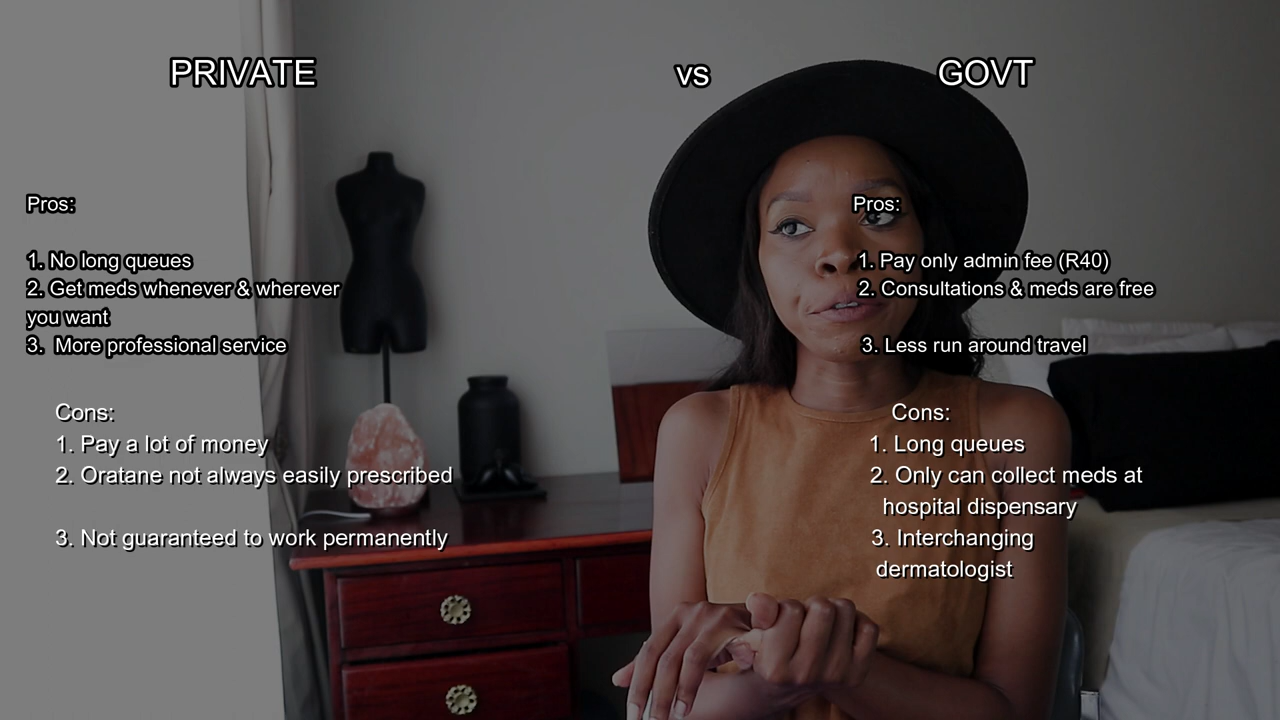 PRIVATE vs GOVT
Pros:
1. No long queues
2. Get meds whenever & wherever
you want
3. More professional service
Cons:
1. Pay a lot of money
2. Oratane not always easily prescribed
3. Not guaranteed to work permanently
Pros:
1. Pay only admin fee (R40)
2. Consultations & meds are free
3. Less run around travel
Cons:
1. Long queues
2. Only can collect meds at
hospital dispensary
3. Interchanging
dermatologist